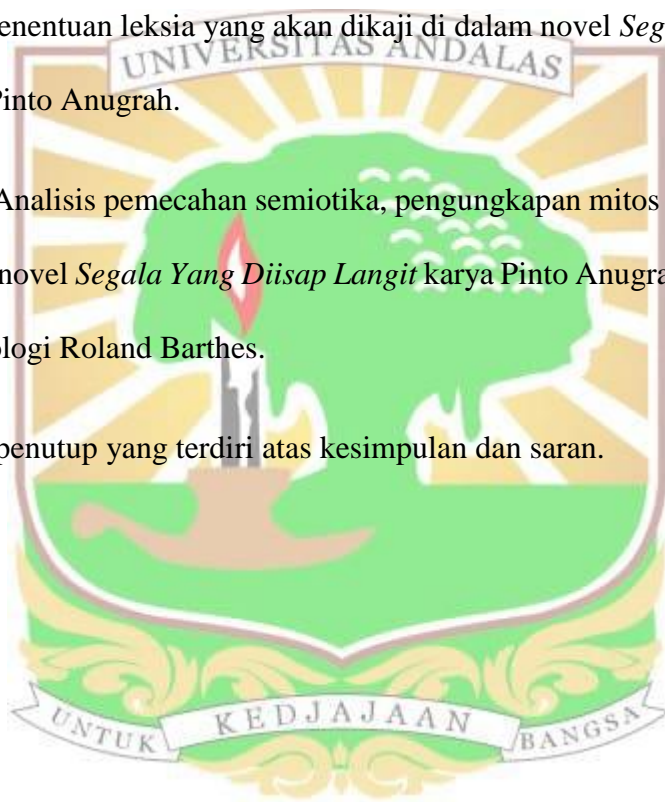 enentuan leksia yang akan dikaji di dalam novel Seg
UNIVERSITAS ANDALAS
Pinto Anugrah.
Analisis pemecahan semiotika, pengungkapan mitos
novel Segala Yang Diisap Langit karya Pinto Anugra
ologi Roland Barthes.
penutup yang terdiri atas kesimpulan dan saran.
UNTUK KEDJAJAAN BANGSA